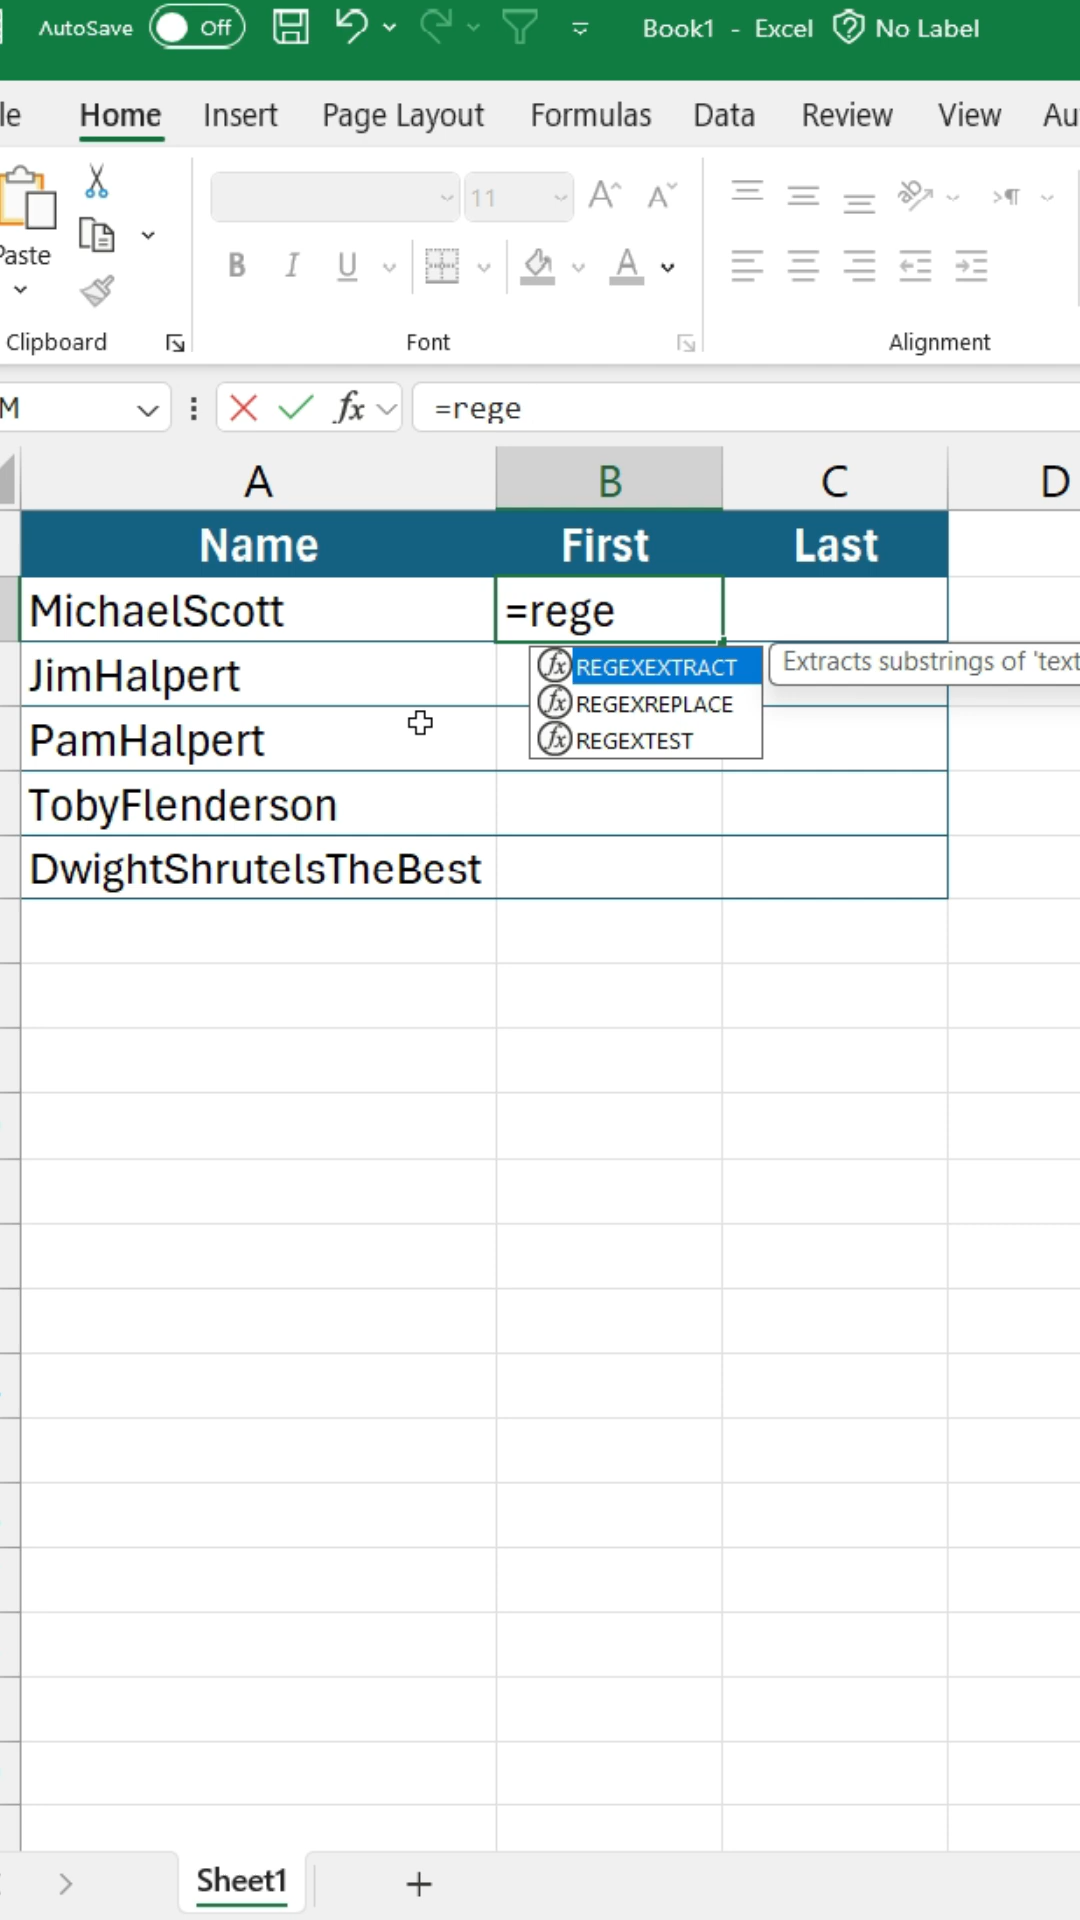 AutoSave Off Book1 - Excel No Label
le Home Insert Page Layout Formulas Data Review View Au
Paste
11
B I U A
Clipboard Font Alignment
M fx =rege
A B C D
Name First Last
MichaelScott =rege
JimHalpert
PamHalpert
TobyFlenderson
DwightShruteIsTheBest
REGEXEXTRACT Extracts substrings of 'text
REGEXREPLACE
REGEXTEST
Sheet1